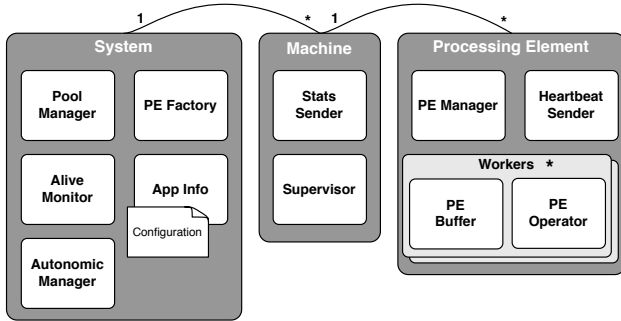 1 * 1 *
System
Machine
Processing Element
Pool
Manager
PE Factory
Stats
Sender
PE Manager
Heartbeat
Sender
Alive
Monitor
App Info
Configuration
Supervisor
Workers *
PE
Buffer
PE
Operator
Autonomic
Manager